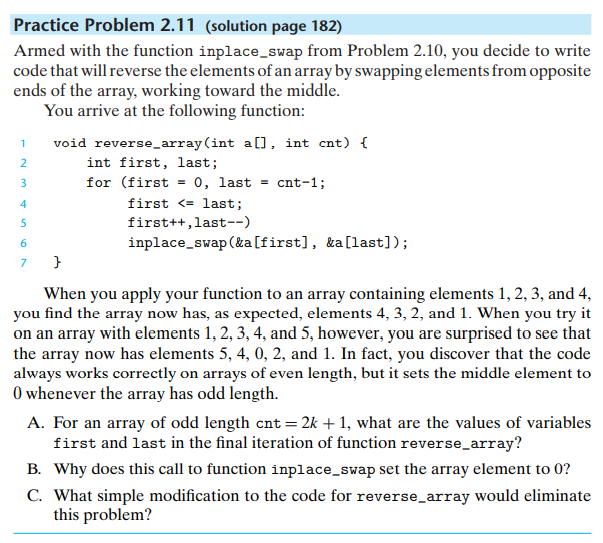 Practice Problem 2.11 (solution page 182)
Armed with the function inplace_swap from Problem 2.10, you decide to write
code that will reverse the elements of an array by swapping elements from opposite
ends of the array, working toward the middle.
You arrive at the following function:
1 void reverse_array(int a[], int cnt) {
2 int first, last;
3 for (first = 0, last = cnt-1;
4 first <= last;
5 first++,last--)
6 inplace_swap(&a[first], &a[last]);
7 }
When you apply your function to an array containing elements 1, 2, 3, and 4,
you find the array now has, as expected, elements 4, 3, 2, and 1. When you try it
on an array with elements 1, 2, 3, 4, and 5, however, you are surprised to see that
the array now has elements 5, 4, 0, 2, and 1. In fact, you discover that the code
always works correctly on arrays of even length, but it sets the middle element to
0 whenever the array has odd length.
A. For an array of odd length cnt = 2k + 1, what are the values of variables
first and last in the final iteration of function reverse_array?
B. Why does this call to function inplace_swap set the array element to 0?
C. What simple modification to the code for reverse_array would eliminate
this problem?